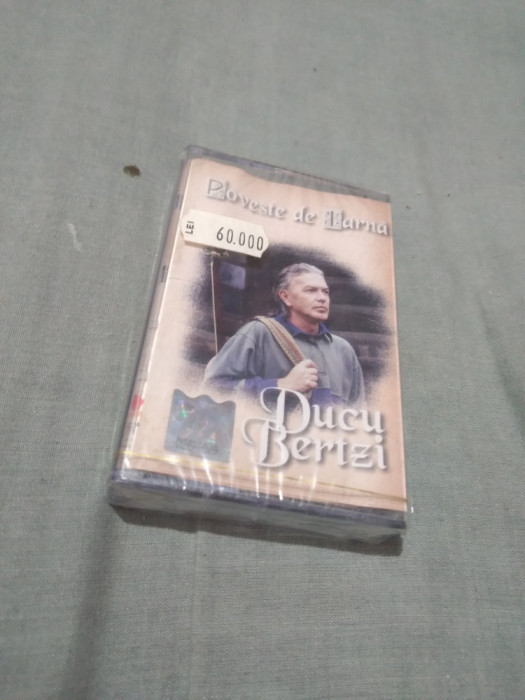 Poveste de Iarna
LEI
60.000
Ducu
Bertzi